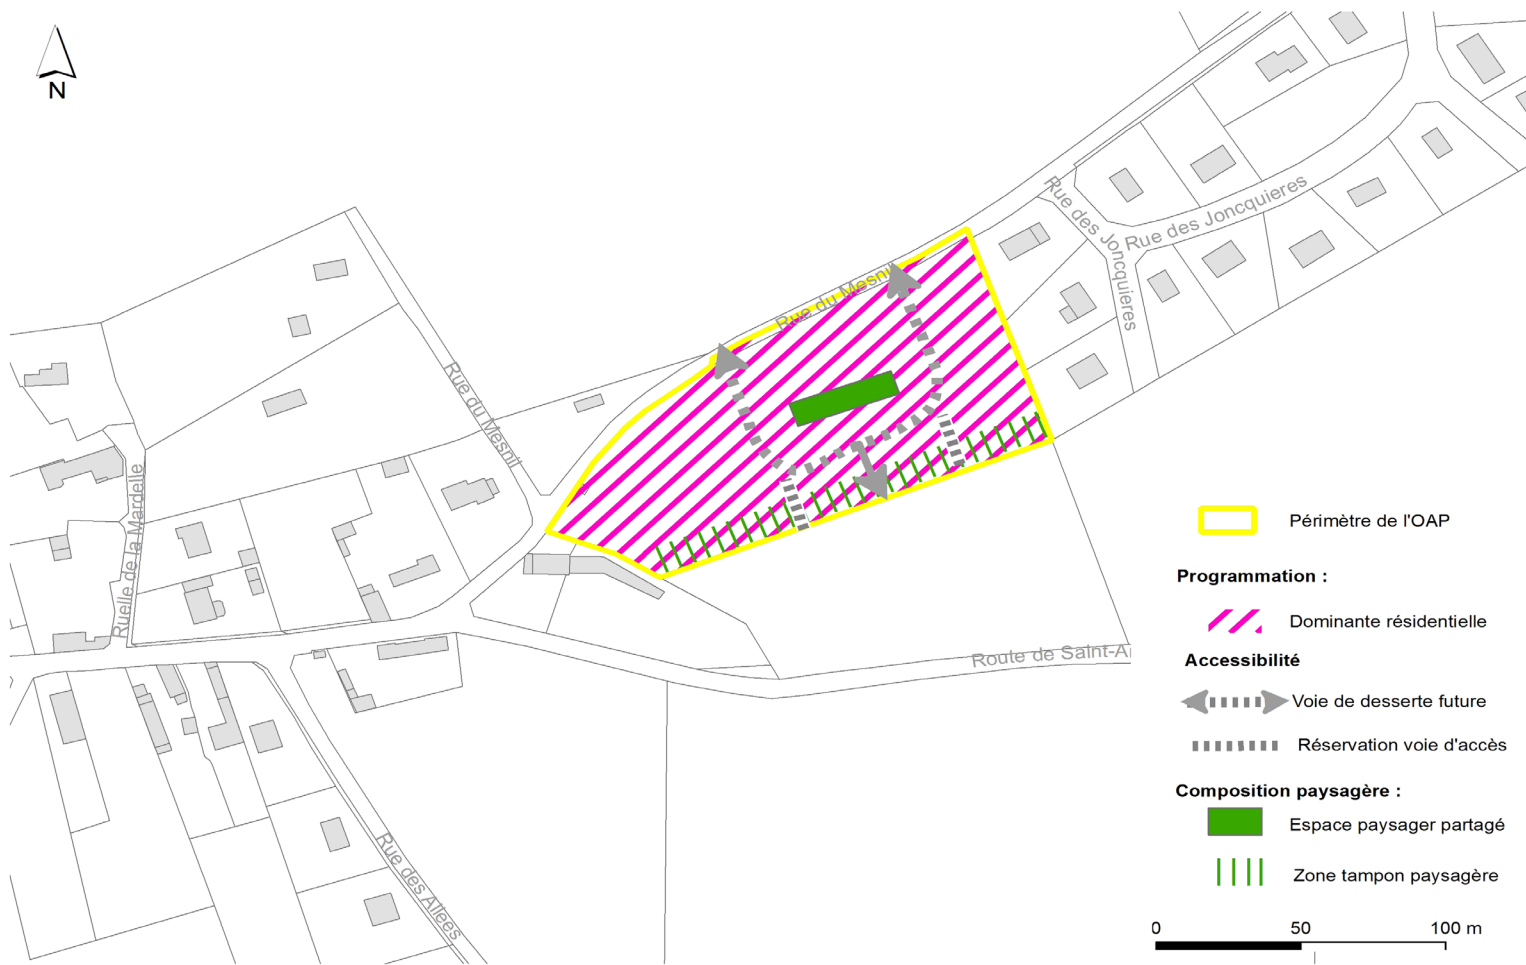 N
Rue des Joncquieres
Rue des Joncquieres
Rue du Mesnil
Rue du Mesnil
Ruelle de la Mardelle
Route de Saint-Ar
Rue des Allees
Périmètre de l'OAP
Programmation :
Dominante résidentielle
Accessibilité
Voie de desserte future
Réservation voie d'accès
Composition paysagère :
Espace paysager partagé
Zone tampon paysagère
0 50 100 m